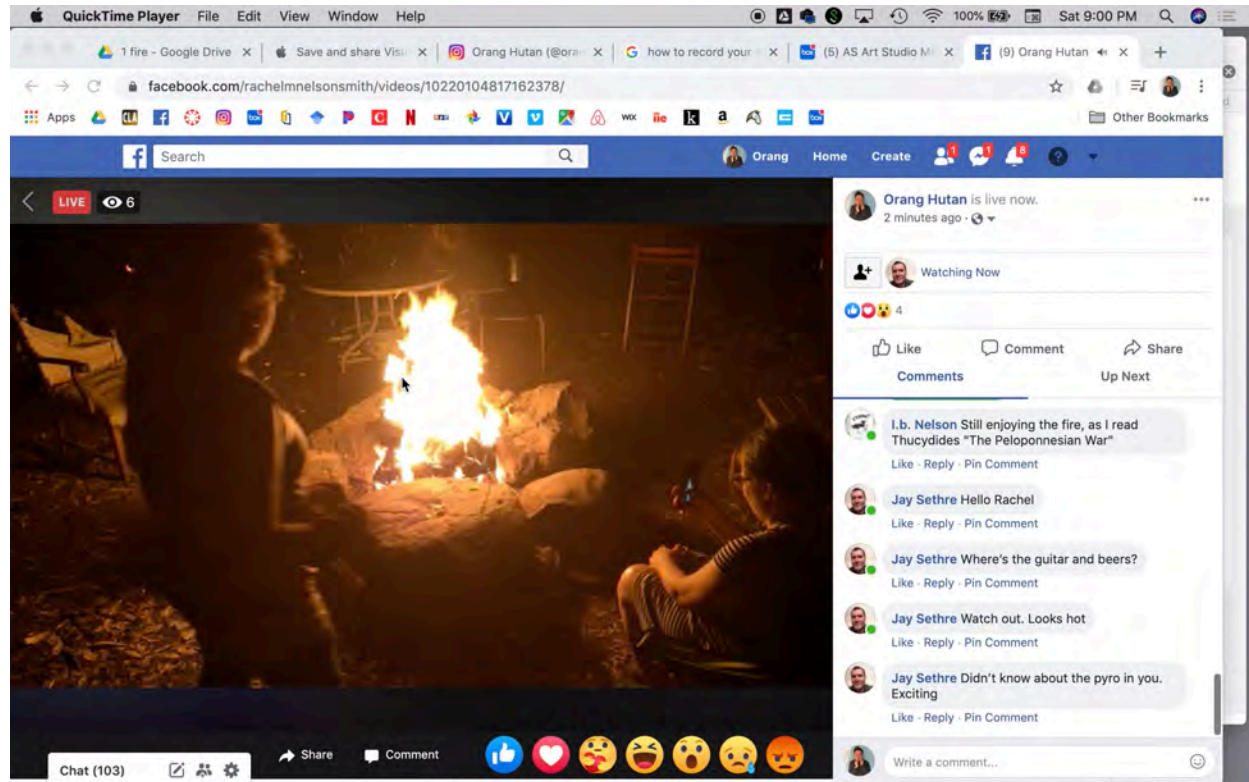 QuickTime Player File Edit View Window Help
100% Sat 9:00 PM
1 fire - Google Drive
Save and share Visu
Orang Hutan (@ora
how to record your
(5) AS Art Studio M
(9) Orang Hutan
facebook.com/rachelmnelsonsmith/videos/10220104817162378/
Apps
WIX
iie
k
a
Other Bookmarks
Search
Orang Home Create 1 1 8
LIVE 6
Orang Hutan is live now.
2 minutes ago
Watching Now
4
Like Comment Share
Comments Up Next
I.b. Nelson Still enjoying the fire, as I read
Thucydides "The Peloponnesian War"
Like · Reply · Pin Comment
Jay Sethre Hello Rachel
Like · Reply · Pin Comment
Jay Sethre Where's the guitar and beers?
Like · Reply · Pin Comment
Jay Sethre Watch out. Looks hot
Like · Reply · Pin Comment
Jay Sethre Didn't know about the pyro in you.
Exciting
Like · Reply · Pin Comment
Share Comment
Chat (103)
Write a comment...